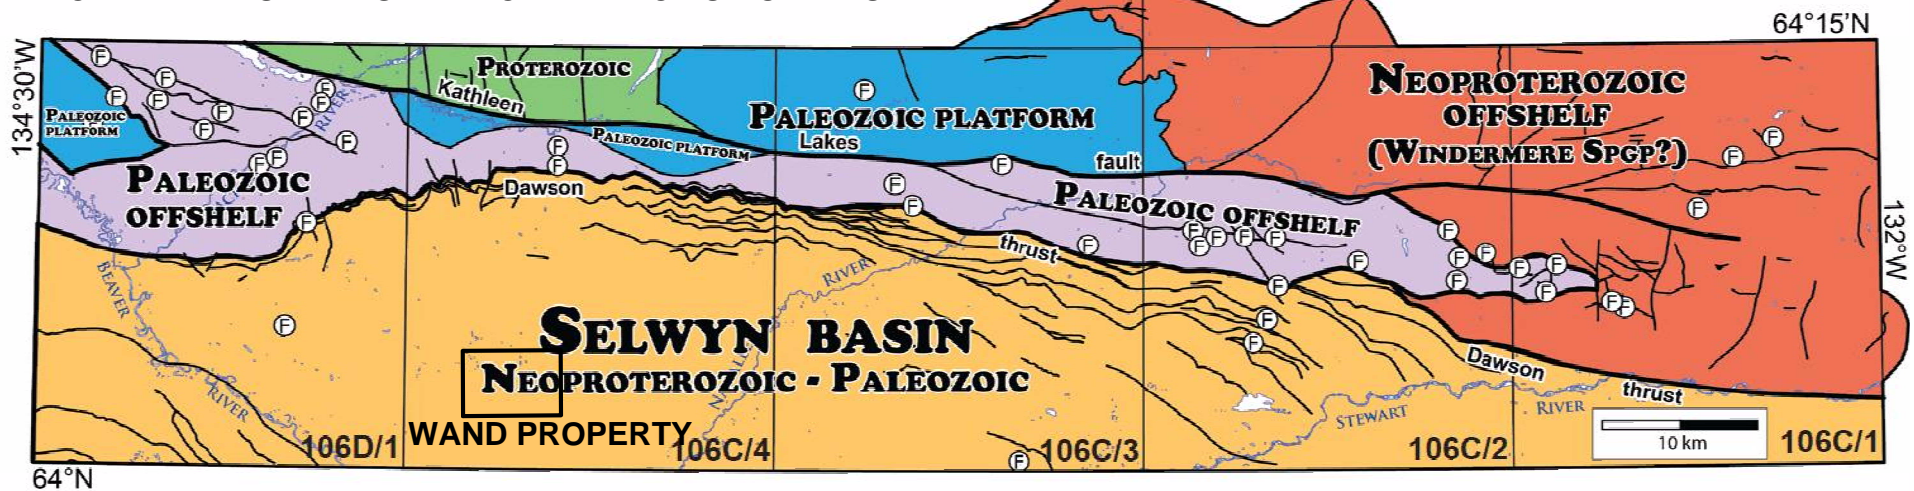 64°15'N
134°30'W
PROTEROZOIC
Kathleen
NEOPROTEROZOIC
OFFSHELF
(WINDERMERE SPGP?)
PALEOZOIC
PLATFORM
PALEOZOIC PLATFORM
PALEOZOIC PLATFORM
Lakes
fault
RIVER
PALEOZOIC
OFFSHELF
Dawson
PALEOZOIC OFFSHELF
thrust
132°W
BEAVER
RIVER
RIVER
SELWYN BASIN
NEOPROTEROZOIC - PALEOZOIC
Dawson
thrust
STEWART
RIVER
10 km
WAND PROPERTY
106D/1
106C/4
106C/3
106C/2
106C/1
64°N
F F F F F F F F F F F F F F F F F F F F F F F F F F F F F F F F F F F F F F F F F F F F